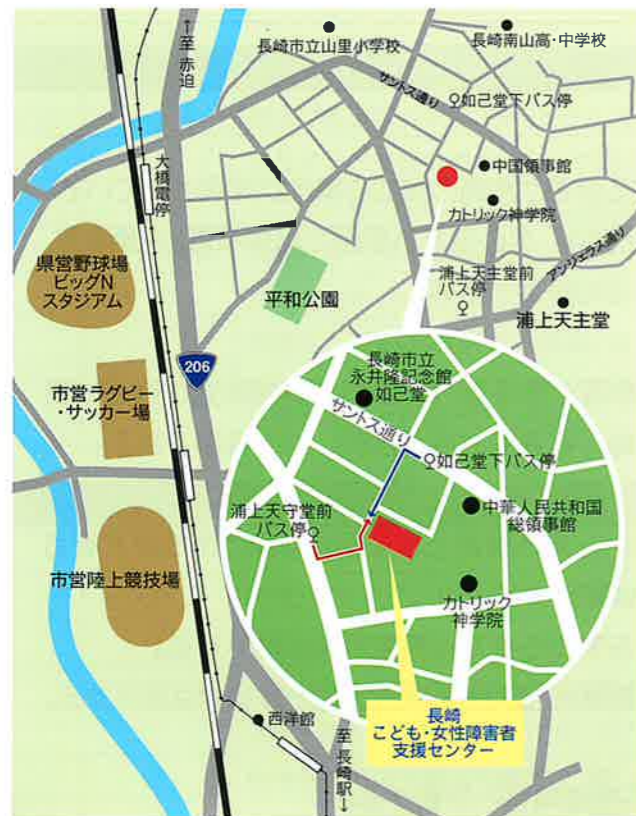 ←至 赤迫
長崎市立山里小学校
長崎南山高・中学校
サントス通り
如己堂下バス停
中国領事館
カトリック神学院
大橋電停
アンジェラス通り
浦上天主堂前
バス停
県営野球場
ビッグN
スタジアム
平和公園
浦上天主堂
206
長崎市立
永井隆記念館
如己堂
市営ラグビー
・サッカー場
サントス通り
如己堂下バス停
浦上天守堂前
バス停
中華人民共和国
総領事館
市営陸上競技場
カトリック
神学院
長崎
こども・女性障害者
支援センター
西洋館
至 長崎駅→